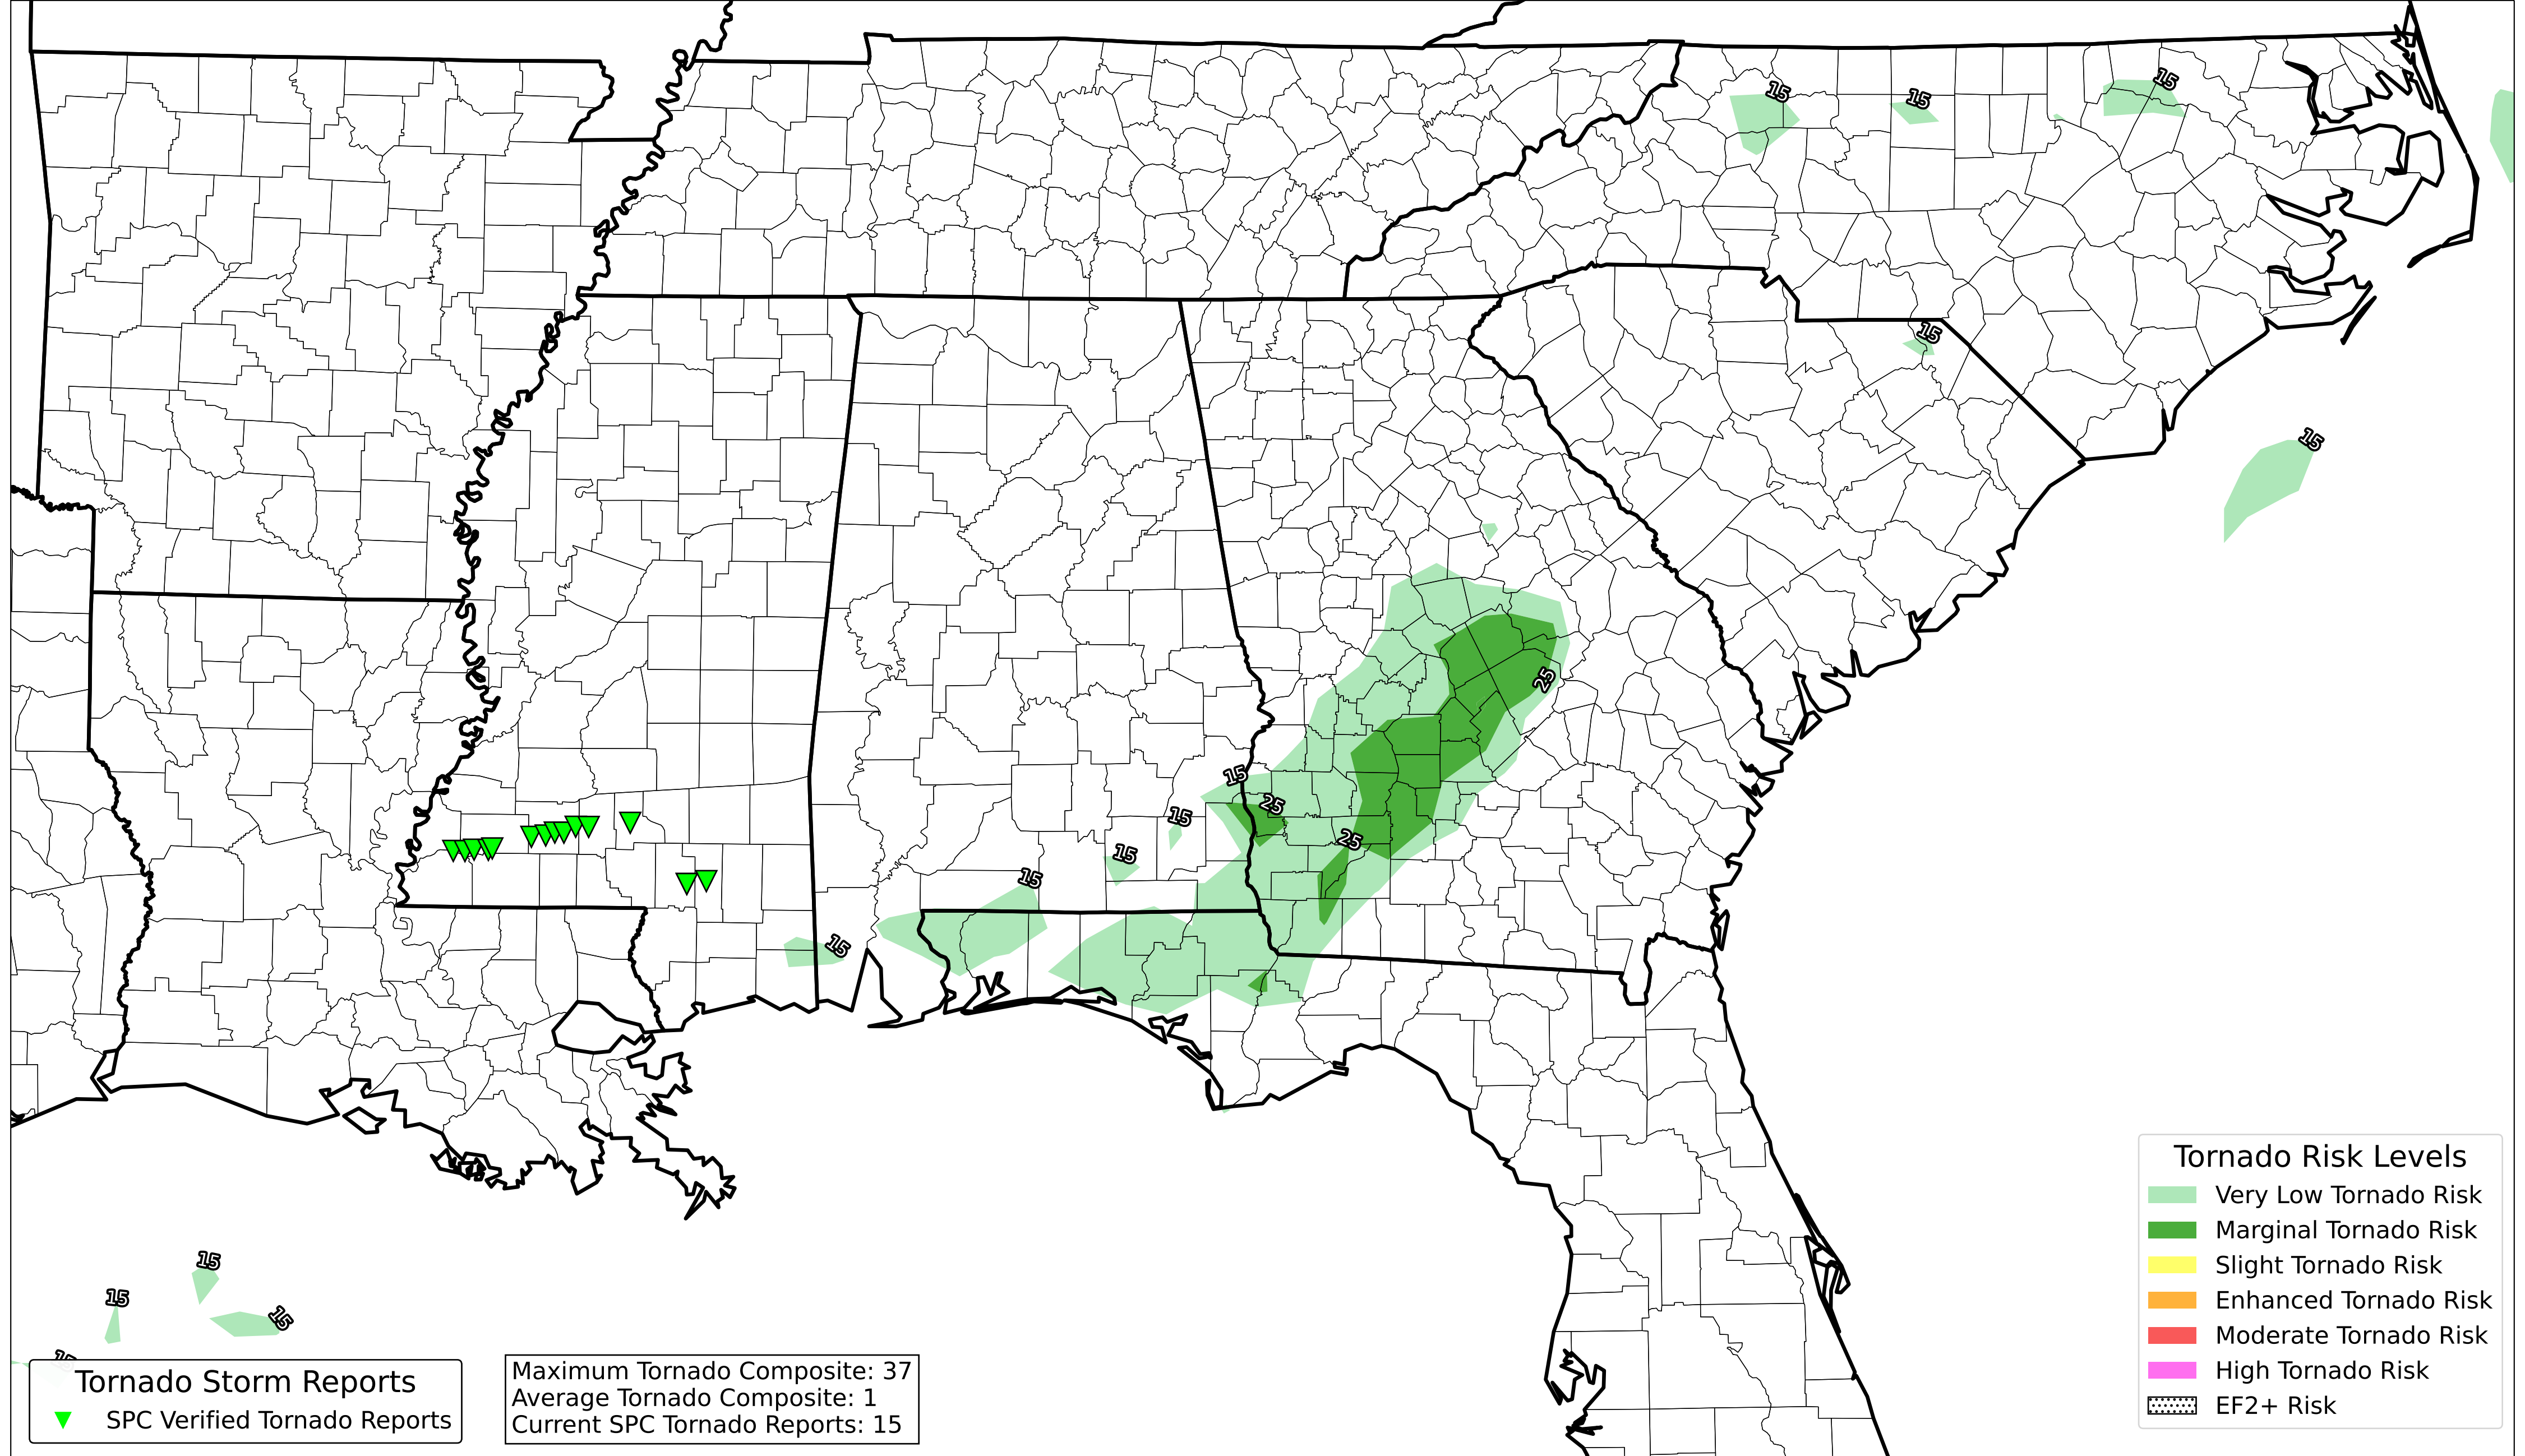 15
15
15
15
15
25
15
25
15
25
15
15
15
15
15
15
Tornado Risk Levels
Very Low Tornado Risk
Marginal Tornado Risk
Slight Tornado Risk
Enhanced Tornado Risk
Moderate Tornado Risk
High Tornado Risk
EF2+ Risk
Tornado Storm Reports
SPC Verified Tornado Reports
Maximum Tornado Composite: 37
Average Tornado Composite: 1
Current SPC Tornado Reports: 15